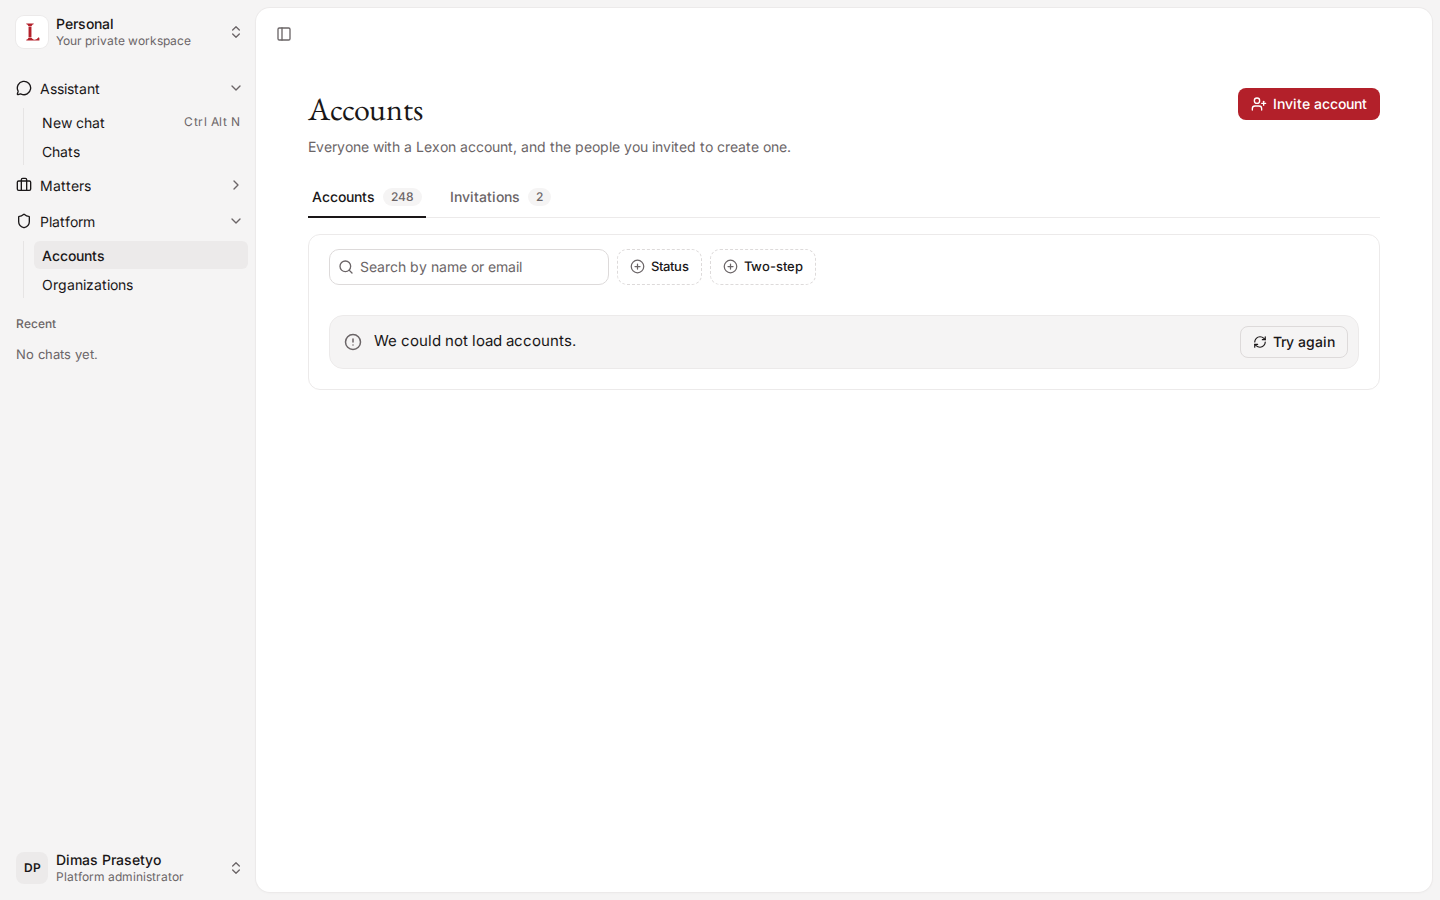 L
Personal
Your private workspace
Assistant
New chat Ctrl Alt N
Chats
Matters
Platform
Accounts
Organizations
Recent
No chats yet.
DP
Dimas Prasetyo
Platform administrator
Accounts
Invite account
Everyone with a Lexon account, and the people you invited to create one.
Accounts 248 Invitations 2
Search by name or email Status Two-step
We could not load accounts. Try again